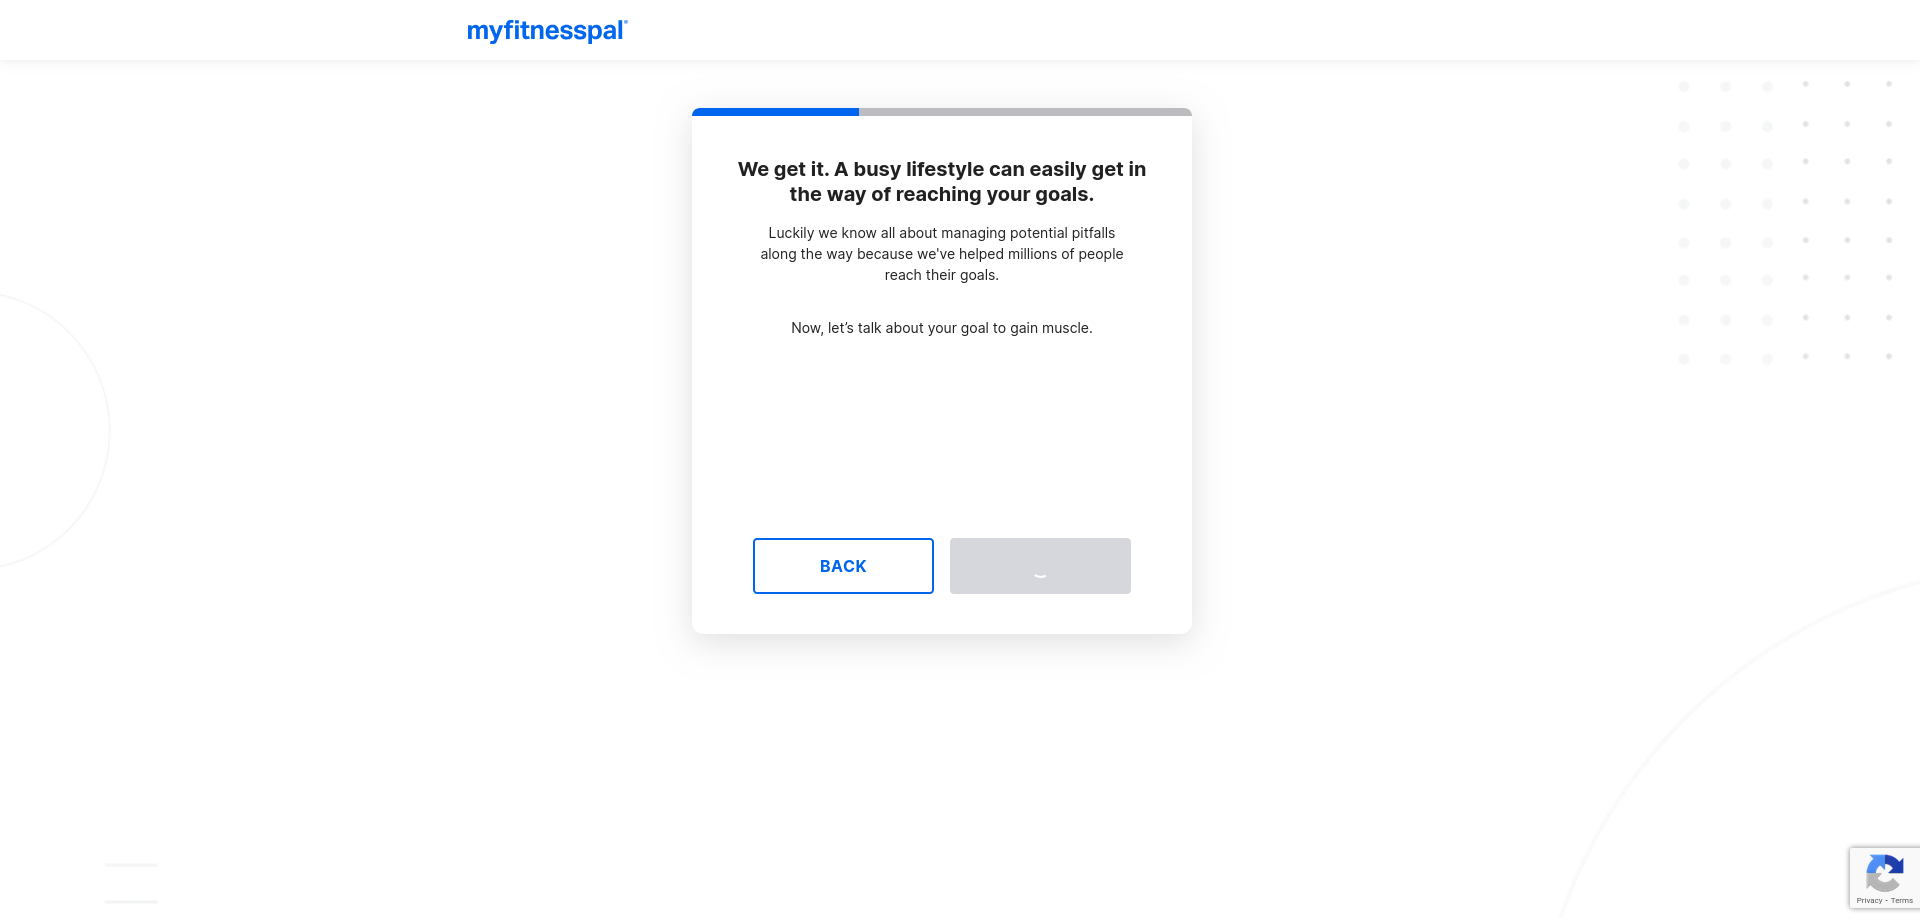 myfitnesspal®
We get it. A busy lifestyle can easily get in
the way of reaching your goals.
Luckily we know all about managing potential pitfalls
along the way because we've helped millions of people
reach their goals.
Now, let’s talk about your goal to gain muscle.
BACK
Privacy - Terms